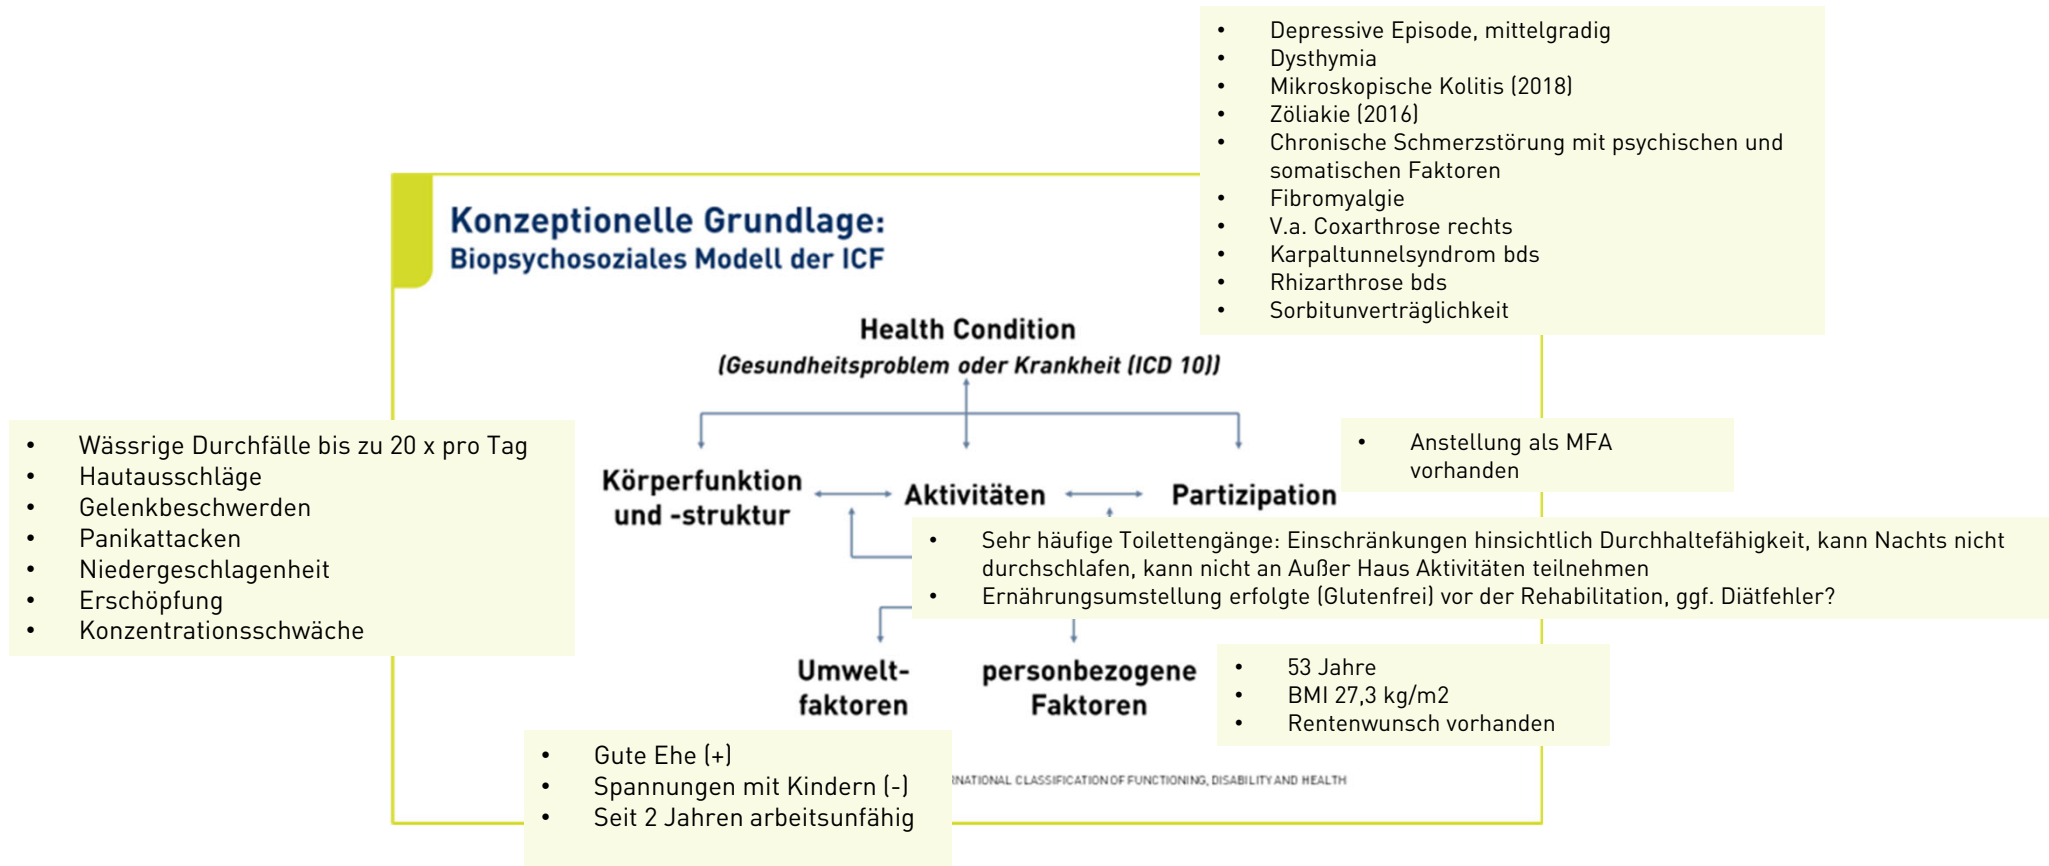 • Depressive Episode, mittelgradig
• Dysthymia
• Mikroskopische Kolitis (2018)
• Zöliakie (2016)
• Chronische Schmerzstörung mit psychischen und
somatischen Faktoren
• Fibromyalgie
• V.a. Coxarthrose rechts
• Karpaltunnelsyndrom bds
• Rhizarthrose bds
• Sorbitunverträglichkeit
Konzeptionelle Grundlage:
Biopsychosoziales Modell der ICF
Health Condition
(Gesundheitsproblem oder Krankheit (ICD 10))
• Wässrige Durchfälle bis zu 20 x pro Tag
• Hautausschläge
• Gelenkbeschwerden
• Panikattacken
• Niedergeschlagenheit
• Erschöpfung
• Konzentrationsschwäche
Körperfunktion
und -struktur
Aktivitäten
Partizipation
• Anstellung als MFA
vorhanden
• Sehr häufige Toilettengänge: Einschränkungen hinsichtlich Durchhaltefähigkeit, kann Nachts nicht
durchschlafen, kann nicht an Außer Haus Aktivitäten teilnehmen
• Ernährungsumstellung erfolgte (Glutenfrei) vor der Rehabilitation, ggf. Diätfehler?
Umwelt-
faktoren
personbezogene
Faktoren
• 53 Jahre
• BMI 27,3 kg/m2
• Rentenwunsch vorhanden
• Gute Ehe (+)
• Spannungen mit Kindern (-)
• Seit 2 Jahren arbeitsunfähig
RNATIONAL CLASSIFICATION OF FUNCTIONING, DISABILITY AND HEALTH